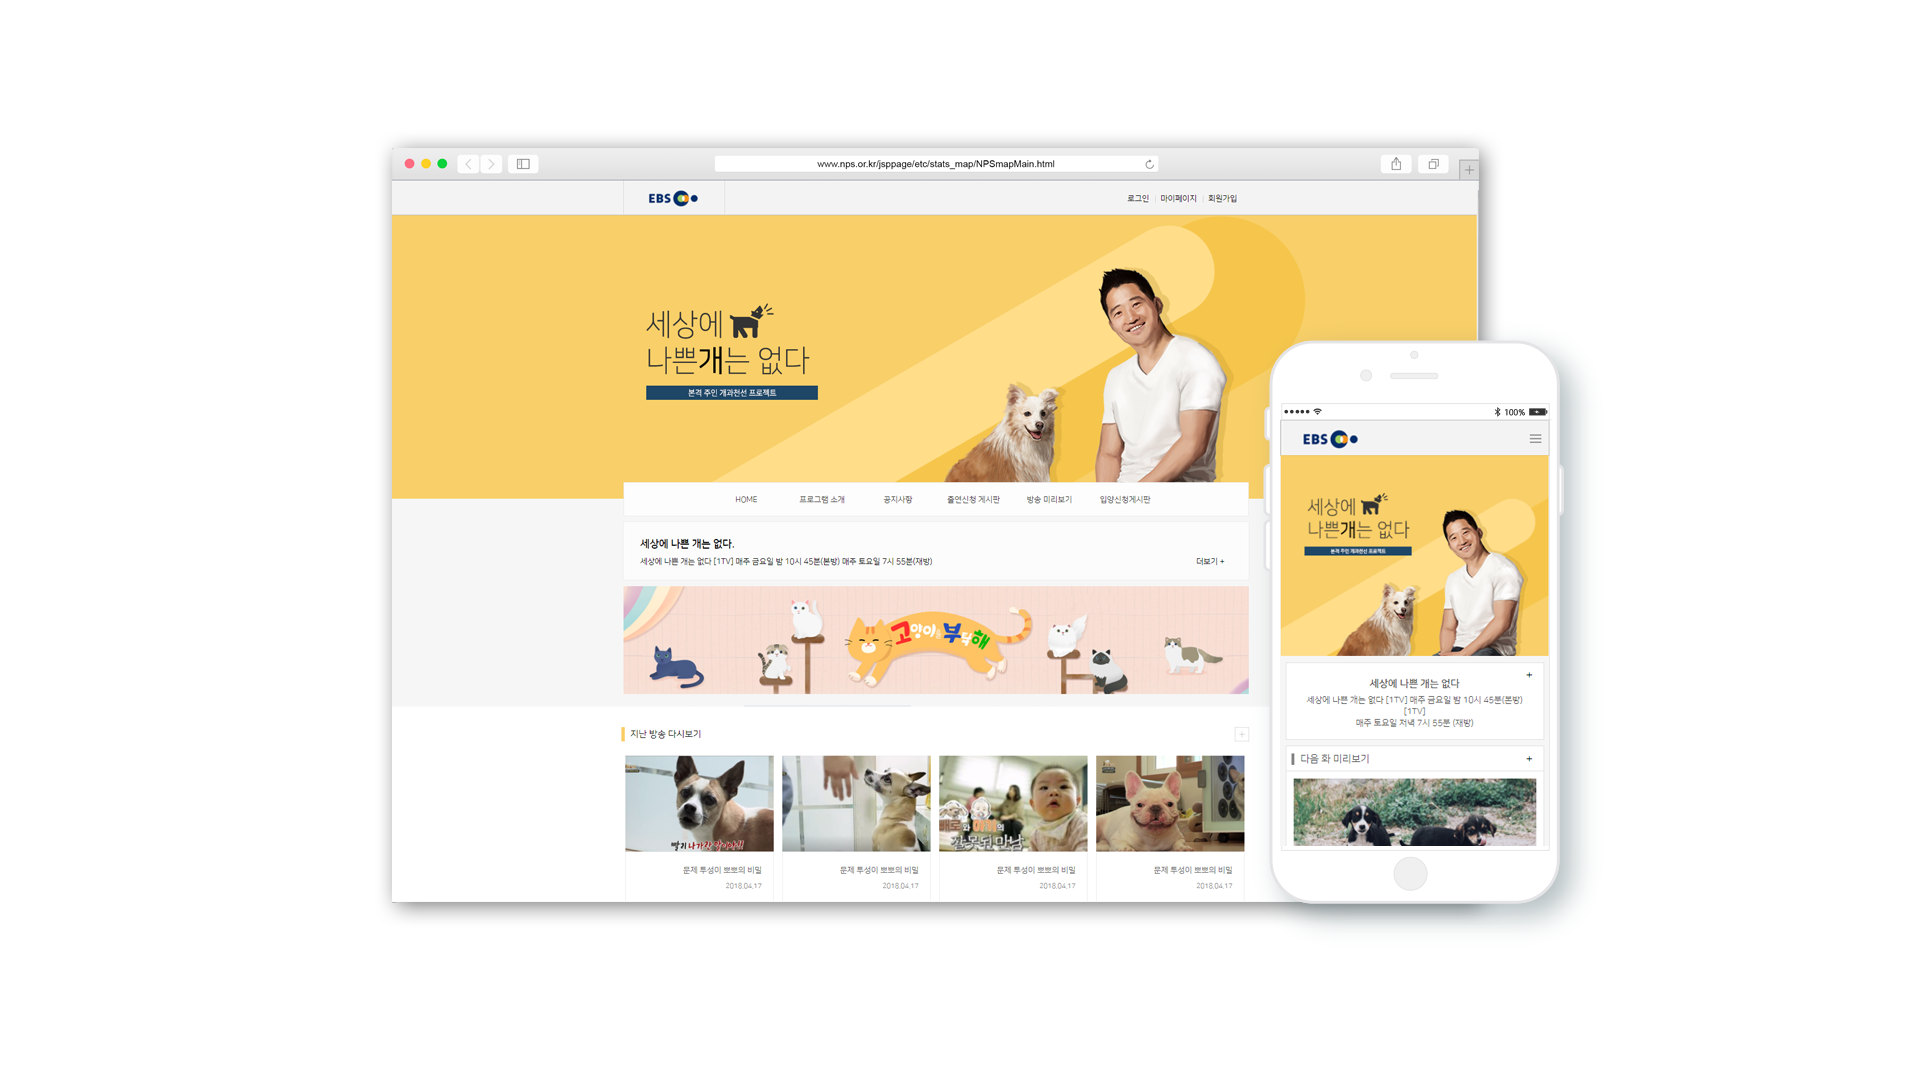 www.nps.or.kr/jsppage/etc/stats_map/NPSmapMain.html
EBS
로그인 마이페이지 회원가입
세상에
나쁜개는 없다
본격 주인 개과천선 프로젝트
HOME 프로그램 소개 공지사항 출연신청 게시판 방송 미리보기 입양신청게시판
세상에 나쁜 개는 없다.
세상에 나쁜 개는 없다 [1TV] 매주 금요일 밤 10시 45분(본방) 매주 토요일 7시 55분(재방)
더보기 +
고양이를 부탁해
지난 방송 다시보기
+
딸기 나가신 길이다!!
문제 투성이 뽀뽀의 비밀
2018.04.17
문제 투성이 뽀뽀의 비밀
2018.04.17
잘못된 만남
문제 투성이 뽀뽀의 비밀
2018.04.17
문제 투성이 뽀뽀의 비밀
2018.04.17
100%
EBS
세상에
나쁜개는 없다
본격 주인 개과천선 프로젝트
+
세상에 나쁜 개는 없다
세상에 나쁜 개는 없다 [1TV] 매주 금요일 밤 10시 45분(본방)
[1TV]
매주 토요일 저녁 7시 55분 (재방)
다음 화 미리보기 +